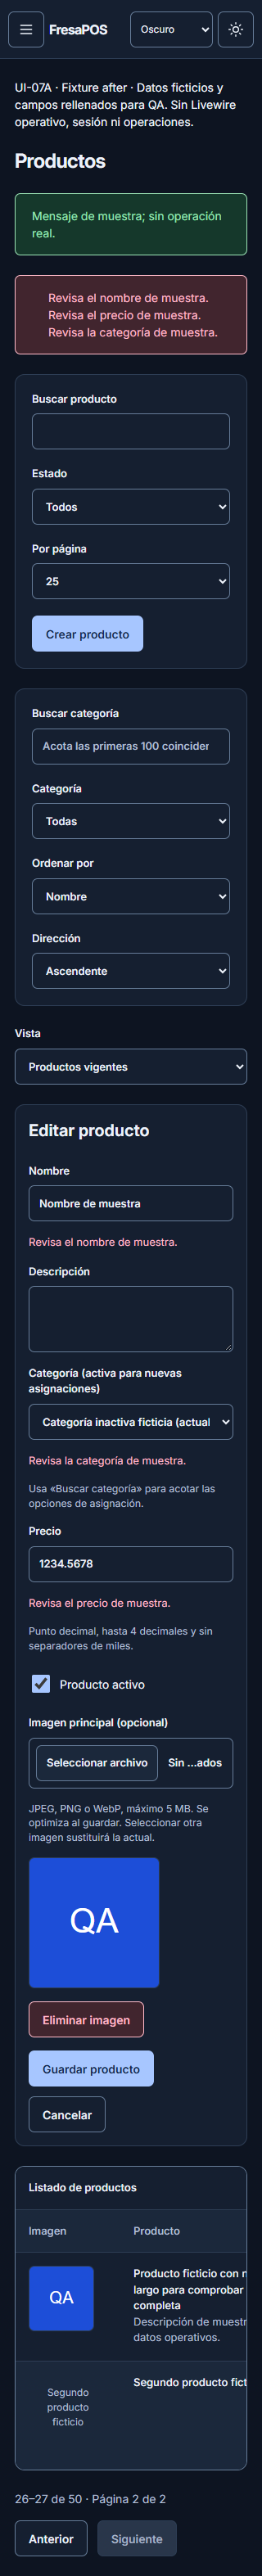 FresaPOS
Oscuro
UI-07A · Fixture after · Datos ficticios y
campos rellenados para QA. Sin Livewire
operativo, sesión ni operaciones.
Productos
Mensaje de muestra; sin operación
real.
Revisa el nombre de muestra.
Revisa el precio de muestra.
Revisa la categoría de muestra.
Buscar producto
Estado
Todos
Por página
25
Crear producto
Buscar categoría
Acota las primeras 100 coinciden
Categoría
Todas
Ordenar por
Nombre
Dirección
Ascendente
Vista
Productos vigentes
Editar producto
Nombre
Nombre de muestra
Revisa el nombre de muestra.
Descripción
Categoría (activa para nuevas
asignaciones)
Categoría inactiva ficticia (actual
Revisa la categoría de muestra.
Usa «Buscar categoría» para acotar las
opciones de asignación.
Precio
1234.5678
Revisa el precio de muestra.
Punto decimal, hasta 4 decimales y sin
separadores de miles.
Producto activo
Imagen principal (opcional)
Seleccionar archivo Sin ...ados
JPEG, PNG o WebP, máximo 5 MB. Se
optimiza al guardar. Seleccionar otra
imagen sustituirá la actual.
QA
Eliminar imagen
Guardar producto
Cancelar
Listado de productos
Imagen Producto
QA
Producto ficticio con n
largo para comprobar
completa
Descripción de muestr
datos operativos.
Segundo
producto
ficticio
Segundo producto fict
26–27 de 50 · Página 2 de 2
Anterior Siguiente